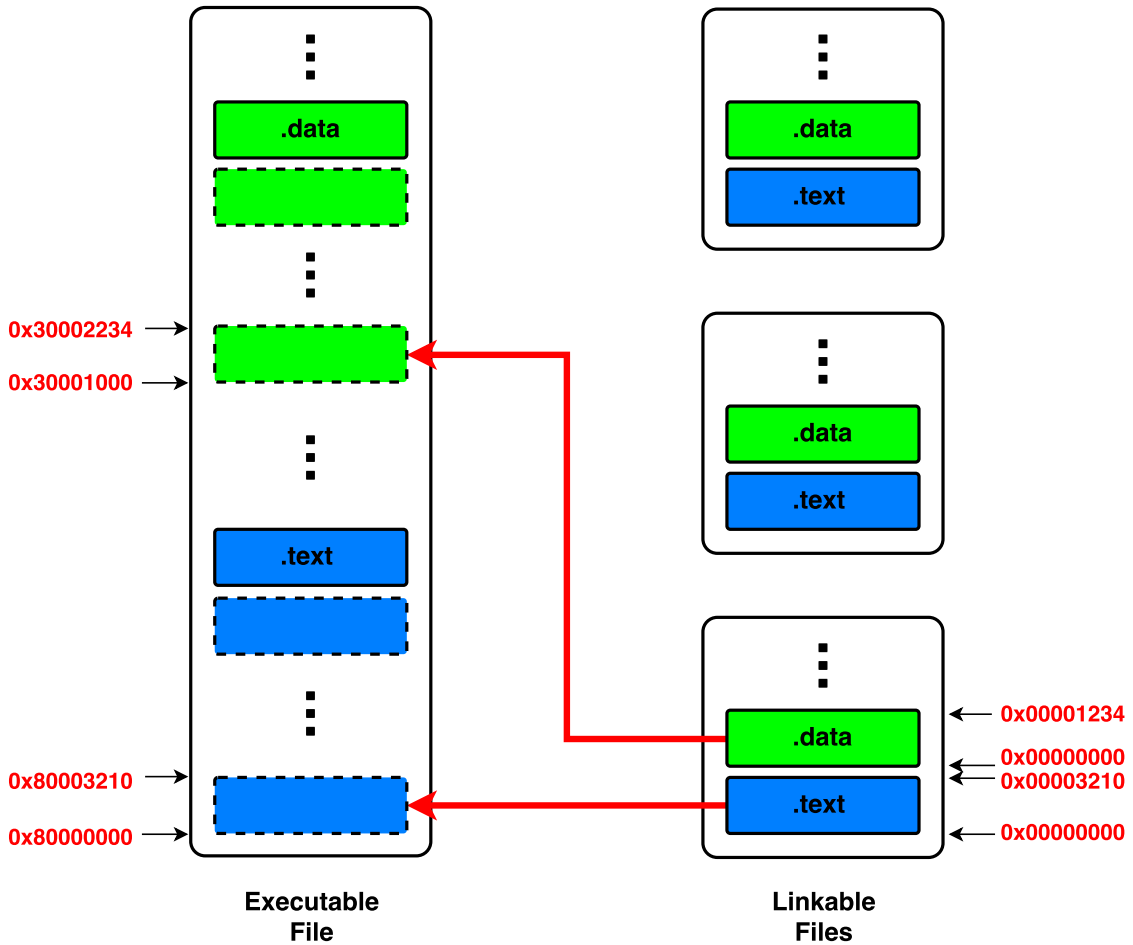 .data
.data
.text
0x30002234
0x30001000
.data
.text
.text
0x00001234
.data
0x00000000
0x80003210
0x00003210
.text
0x80000000
0x00000000
Executable
File
Linkable
Files